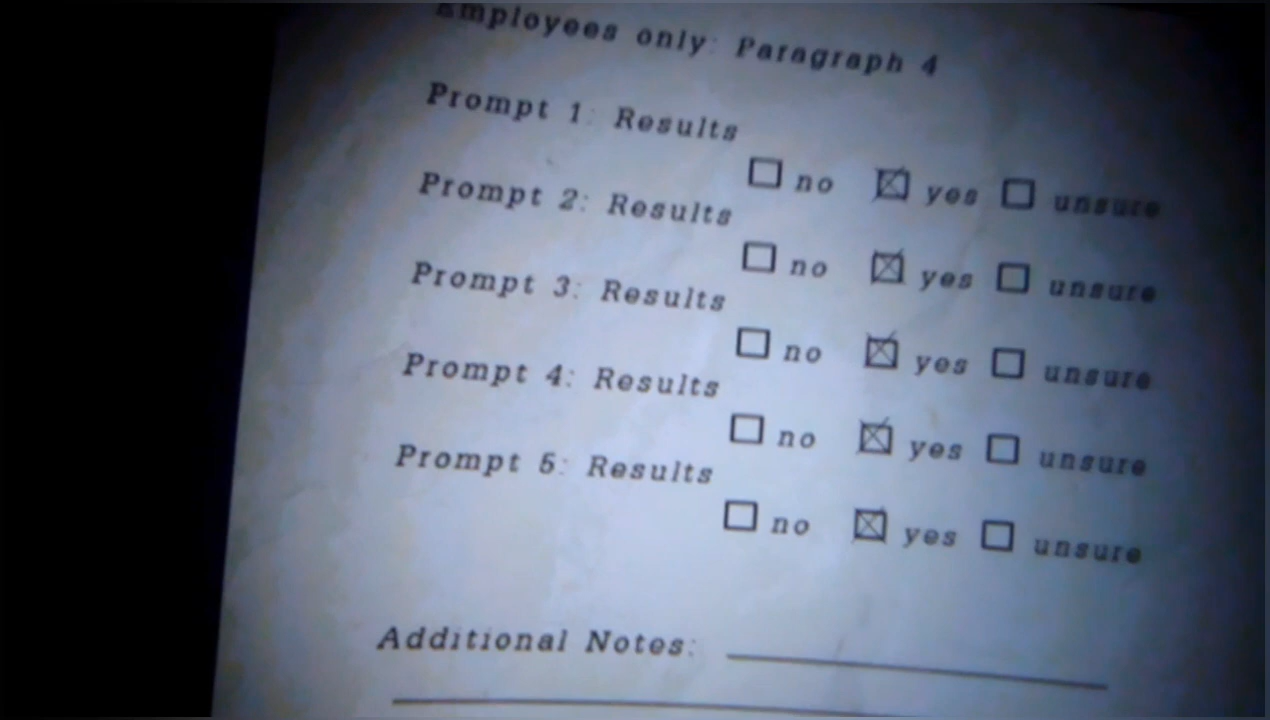 Employees only: Paragraph 4
Prompt 1: Results
☐ no ☒ yes ☐ unsure
Prompt 2: Results
☐ no ☒ yes ☐ unsure
Prompt 3: Results
☐ no ☒ yes ☐ unsure
Prompt 4: Results
☐ no ☒ yes ☐ unsure
Prompt 5: Results
☐ no ☒ yes ☐ unsure
Additional Notes: